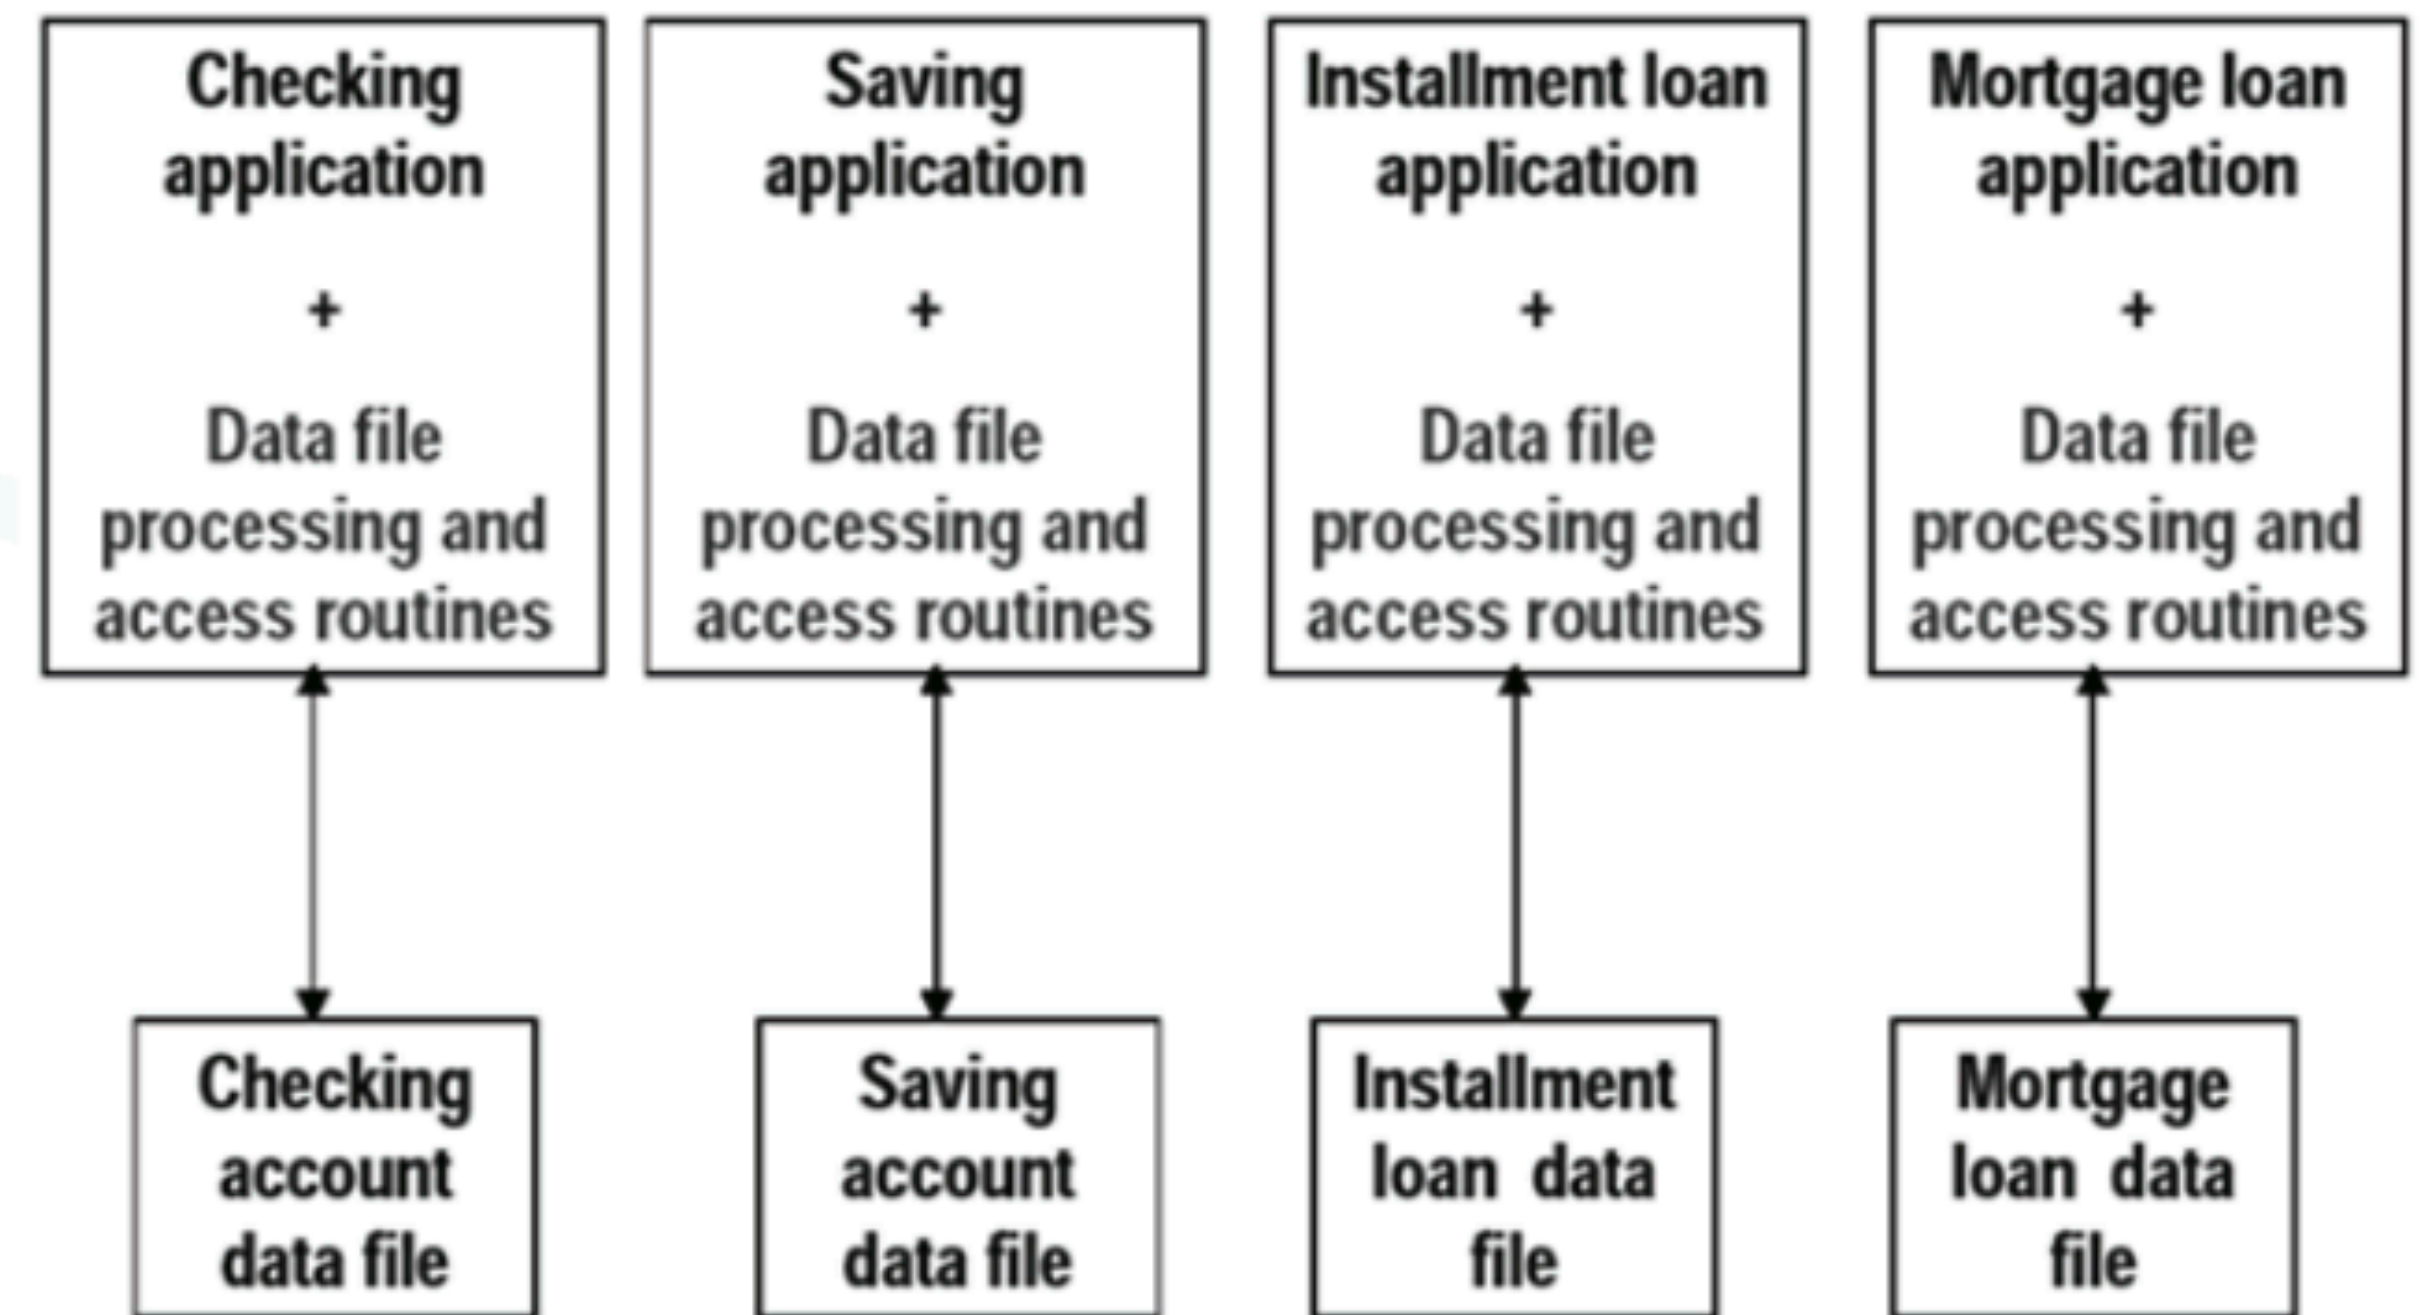 Checking
application
+
Data file
processing and
access routines
Saving
application
+
Data file
processing and
access routines
Installment loan
application
+
Data file
processing and
access routines
Mortgage loan
application
+
Data file
processing and
access routines
Checking
account
data file
Saving
account
data file
Installment
loan data
file
Mortgage
loan data
file